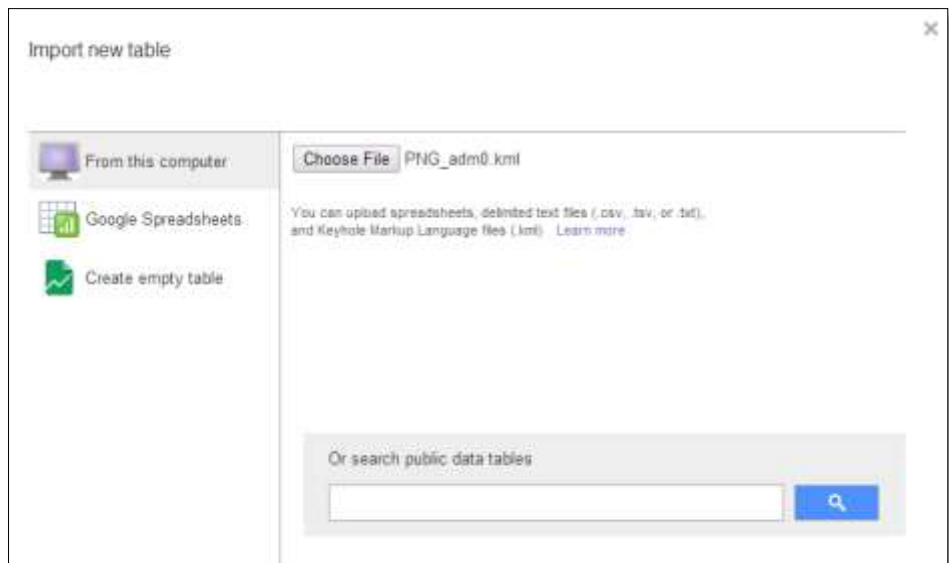 Import new table
From this computer
Google Spreadsheets
Create empty table
Choose File PNG_adm0.kml
You can upload spreadsheets, delimited text files (.csv, .tsv, or .txt),
and Keyhole Markup Language files (.kml) Learn more
Or search public data tables